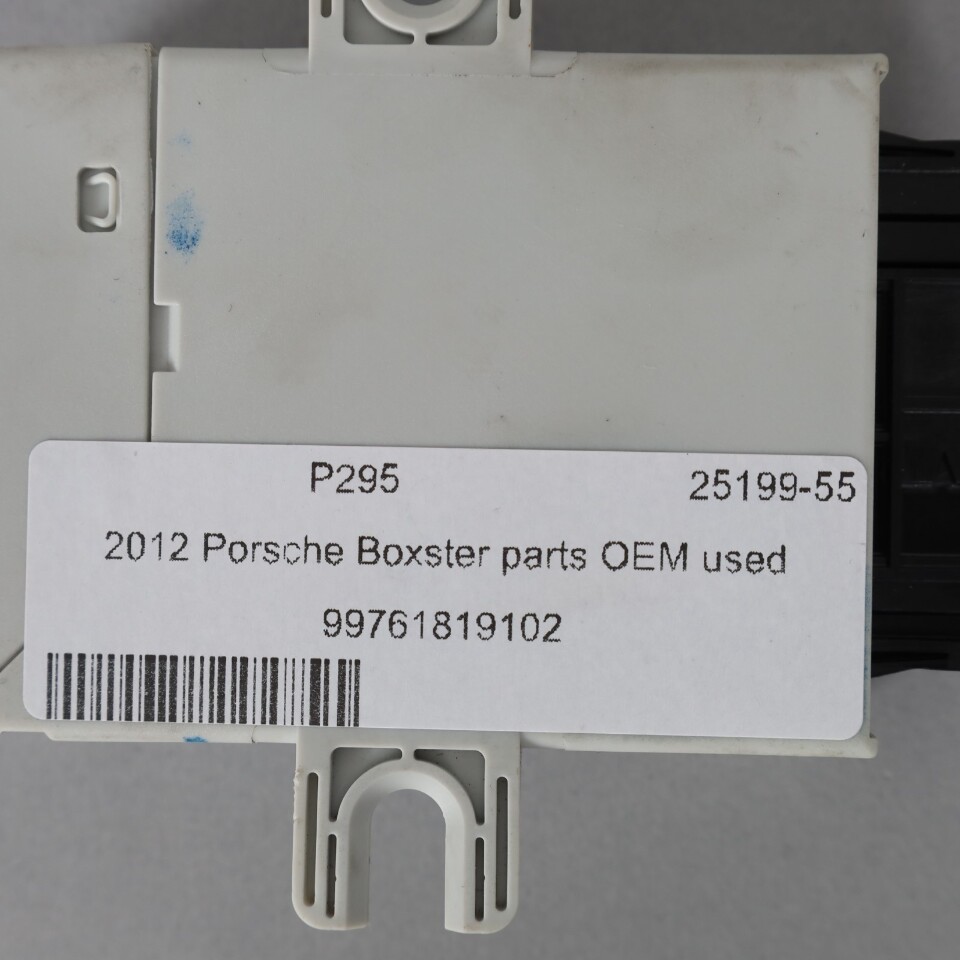 P295 25199-55
2012 Porsche Boxster parts OEM used
99761819102